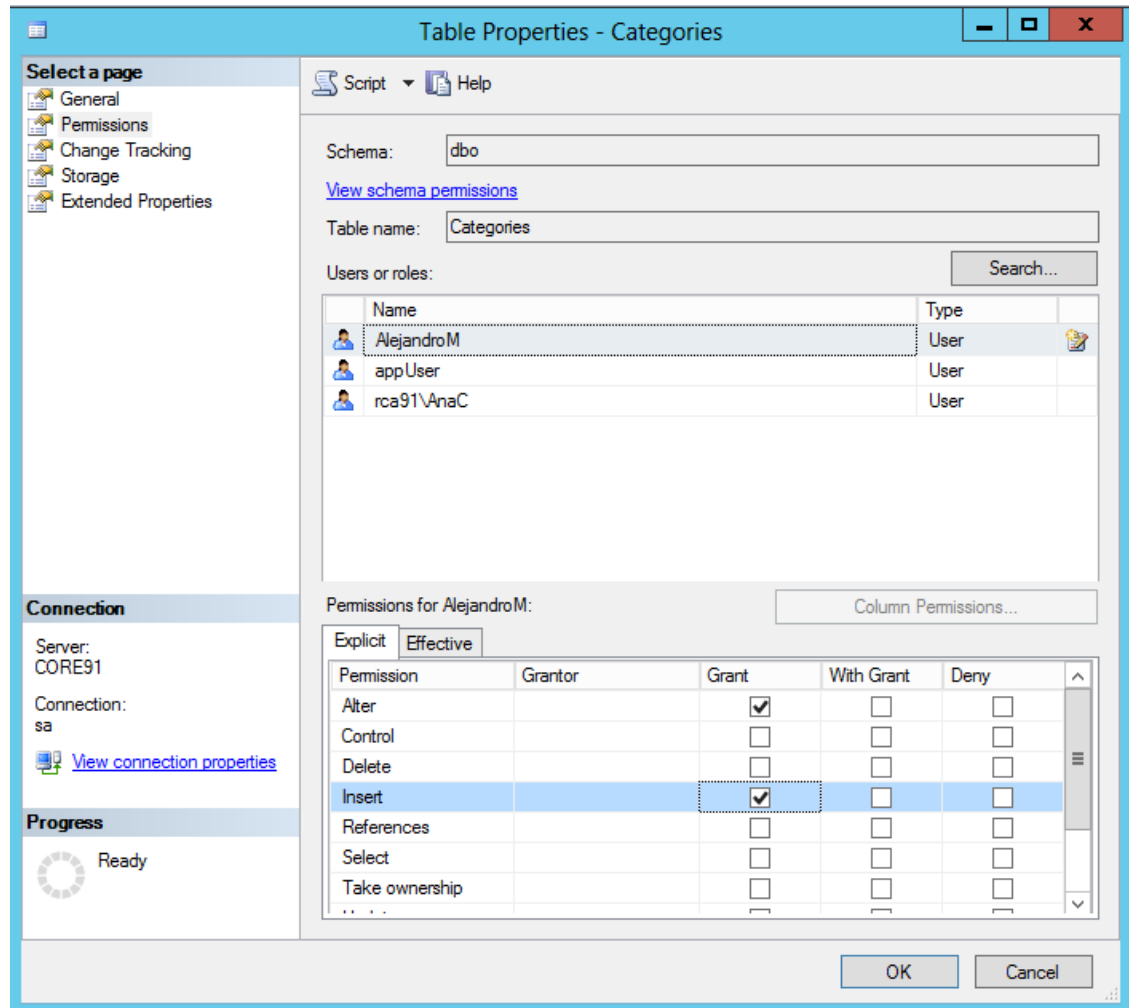 Table Properties - Categories
Select a page
General
Permissions
Change Tracking
Storage
Extended Properties
Script
Help
Schema:
dbo
View schema permissions
Table name:
Categories
Users or roles:
Search...
Name Type
AlejandroM User
appUser User
rca91\AnaC User
Connection
Server:
CORE91
Connection:
sa
View connection properties
Progress
Ready
Permissions for AlejandroM:
Column Permissions...
Explicit Effective
Permission Grantor Grant With Grant Deny
Alter
Control
Delete
Insert
References
Select
Take ownership
OK Cancel